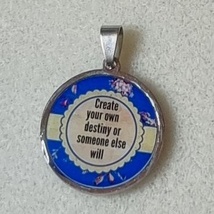 Create
your own
destiny or
someone else
will